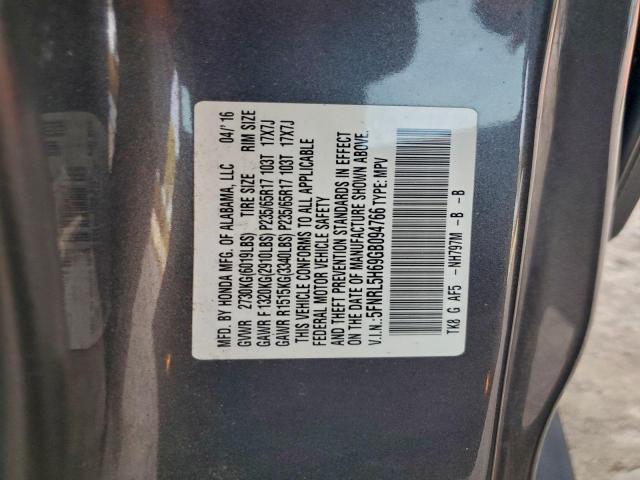 MFD. BY HONDA MFG. OF ALABAMA, LLC 04/'16
GVWR 2730KG(6019LBS) TIRE SIZE RIM SIZE
GAWR F 1320KG(2910LBS) P235/65R17 103T 17X7J
GAWR R1515KG(3340LBS) P235/65R17 103T 17X7J
THIS VEHICLE CONFORMS TO ALL APPLICABLE
FEDERAL MOTOR VEHICLE SAFETY
AND THEFT PREVENTION STANDARDS IN EFFECT
ON THE DATE OF MANUFACTURE SHOWN ABOVE.
V.I.N.:5FNRL5H69GB094766 TYPE: MPV
TK8 G AF5 -NH797M -B -B